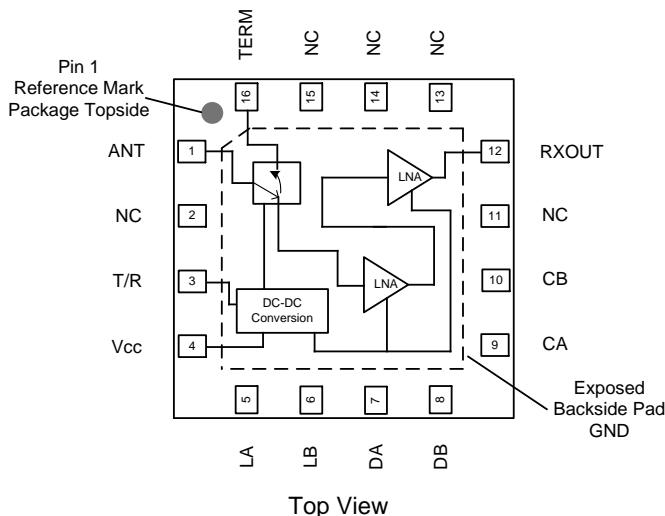 TERM
NC
NC
NC
Pin 1
Reference Mark
Package Topside
16
15
14
13
ANT
1
LNA
12
RXOUT
NC
2
11
NC
T/R
3
LNA
10
CB
DC-DC
Conversion
Vcc
4
9
CA
5
6
7
8
Exposed
Backside Pad
GND
LA
LB
DA
DB
Top View